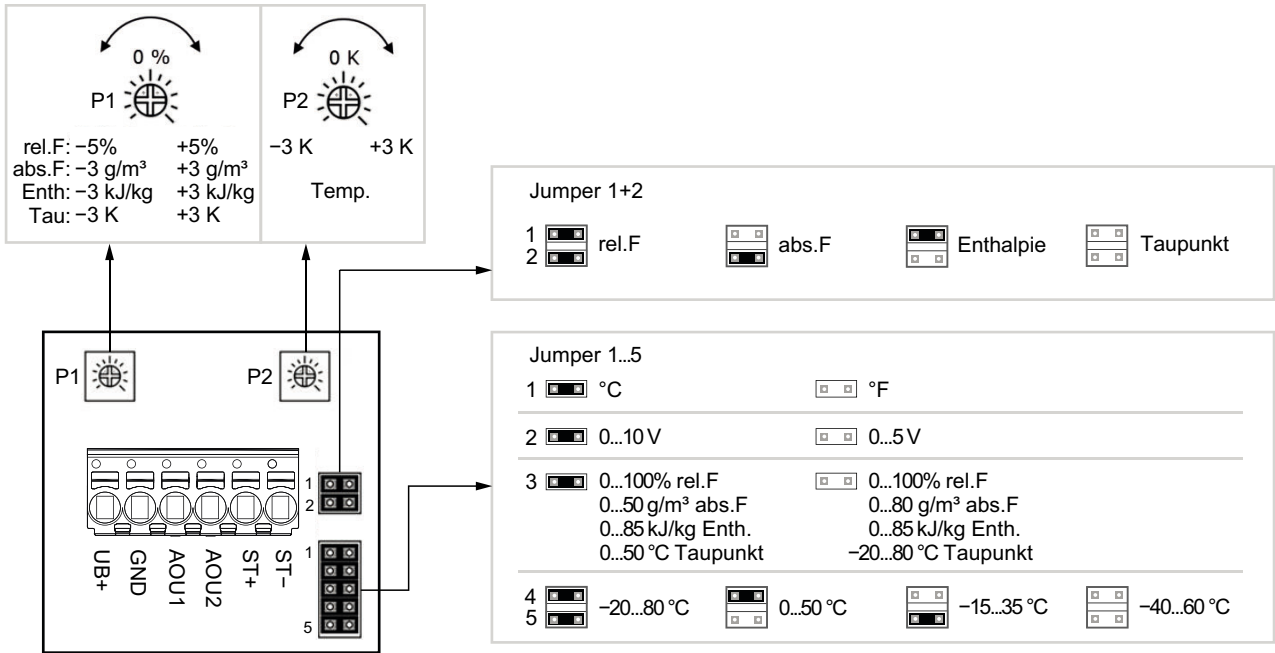 0 %
P1
rel.F: −5% +5%
abs.F: −3 g/m³ +3 g/m³
Enth: −3 kJ/kg +3 kJ/kg
Tau: −3 K +3 K
0 K
P2
−3 K +3 K
Temp.
Jumper 1+2
1
2
rel.F
abs.F
Enthalpie
Taupunkt
P1
P2
1
2
1
5
UB+
GND
AOU1
AOU2
ST+
ST−
Jumper 1...5
1 °C °F
2 0...10 V 0...5 V
3 0...100% rel.F 0...100% rel.F
0...50 g/m³ abs.F 0...80 g/m³ abs.F
0...85 kJ/kg Enth. 0...85 kJ/kg Enth.
0...50 °C Taupunkt −20...80 °C Taupunkt
4
5
−20...80 °C
0...50 °C
−15...35 °C
−40...60 °C